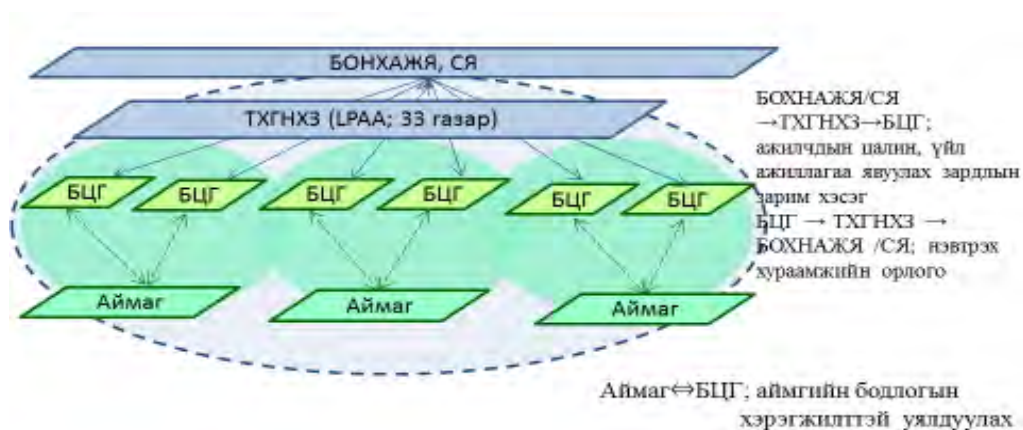 БОНХАЖЯ, СЯ
ТХГНХЗ (LPAA; 33 газар)
БЦГ
БЦГ
БЦГ
БЦГ
БЦГ
БЦГ
Аймаг
Аймаг
Аймаг
БОХНАЖЯ/СЯ
→ТХГНХЗ→БЦГ;
ажилчдын цалин, үйл
ажиллагаа явуулах зардлын
зарим хэсэг
БЦГ → ТХГНХЗ →
БОХНАЖЯ /СЯ; нэвтрэх
хураамжийн орлого
Аймаг⇔БЦГ; аймгийн бодлогын
хэрэгжилттэй уялдуулах